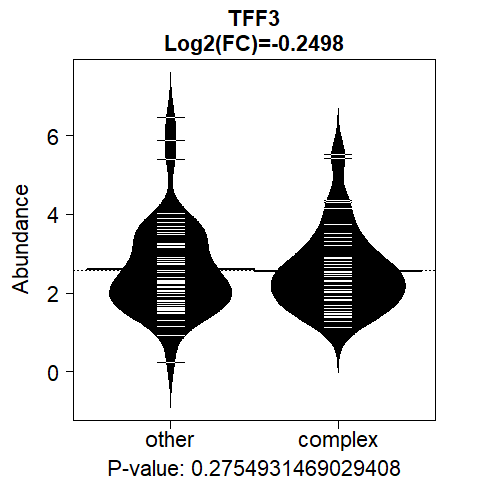 TFF3
Log2(FC)=-0.2498
Abundance
6
4
2
0
other complex
P-value: 0.2754931469029408